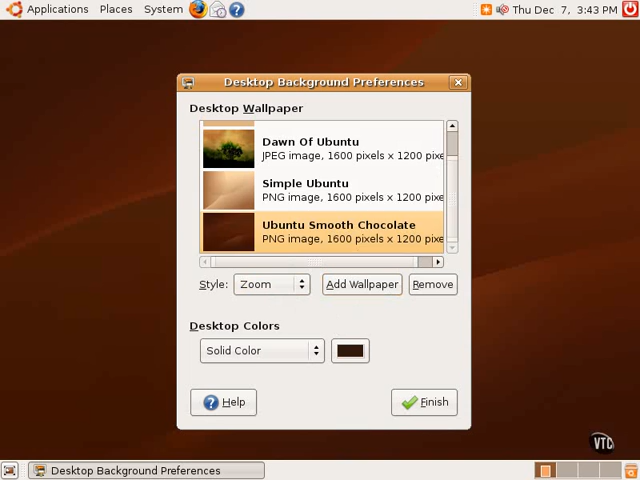 Applications Places System Thu Dec 7, 3:43 PM
Desktop Background Preferences
Desktop Wallpaper
Dawn Of Ubuntu
JPEG image, 1600 pixels x 1200 pixe
Simple Ubuntu
PNG image, 1600 pixels x 1200 pixe
Ubuntu Smooth Chocolate
PNG image, 1600 pixels x 1200 pixe
Style: Zoom Add Wallpaper Remove
Desktop Colors
Solid Color
Help Finish
VTC
Desktop Background Preferences